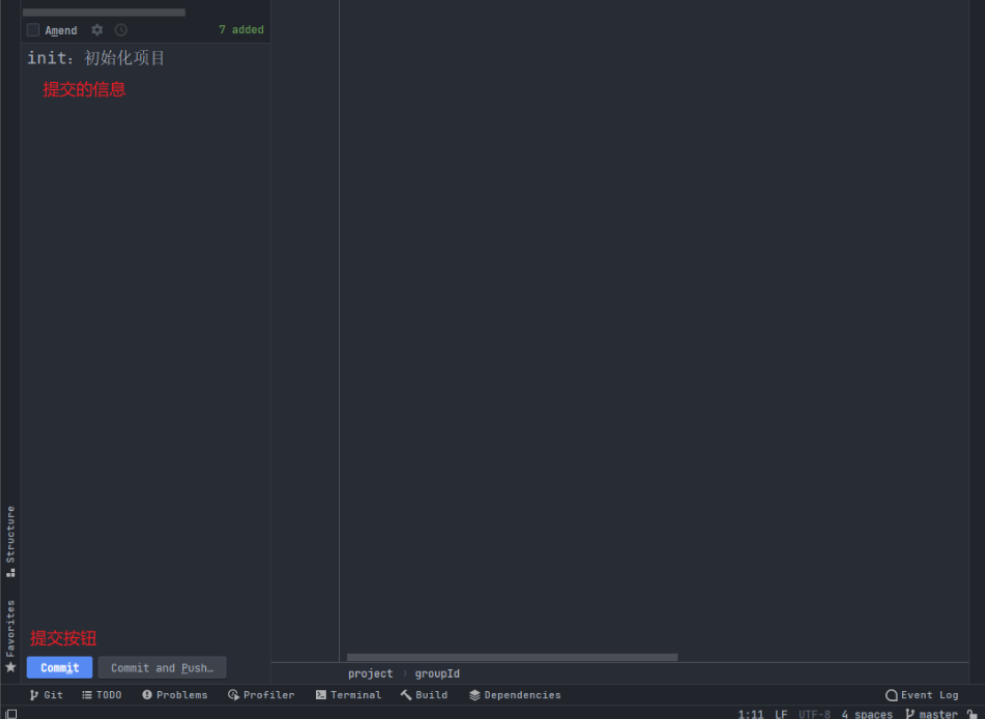 Amend 7 added
init: 初始化项目
提交的信息
Structure
Favorites
提交按钮
Commit Commit and Push…
project › groupId
Git TODO Problems Profiler Terminal Build Dependencies Event Log
1:11 LF UTF-8 4 spaces master